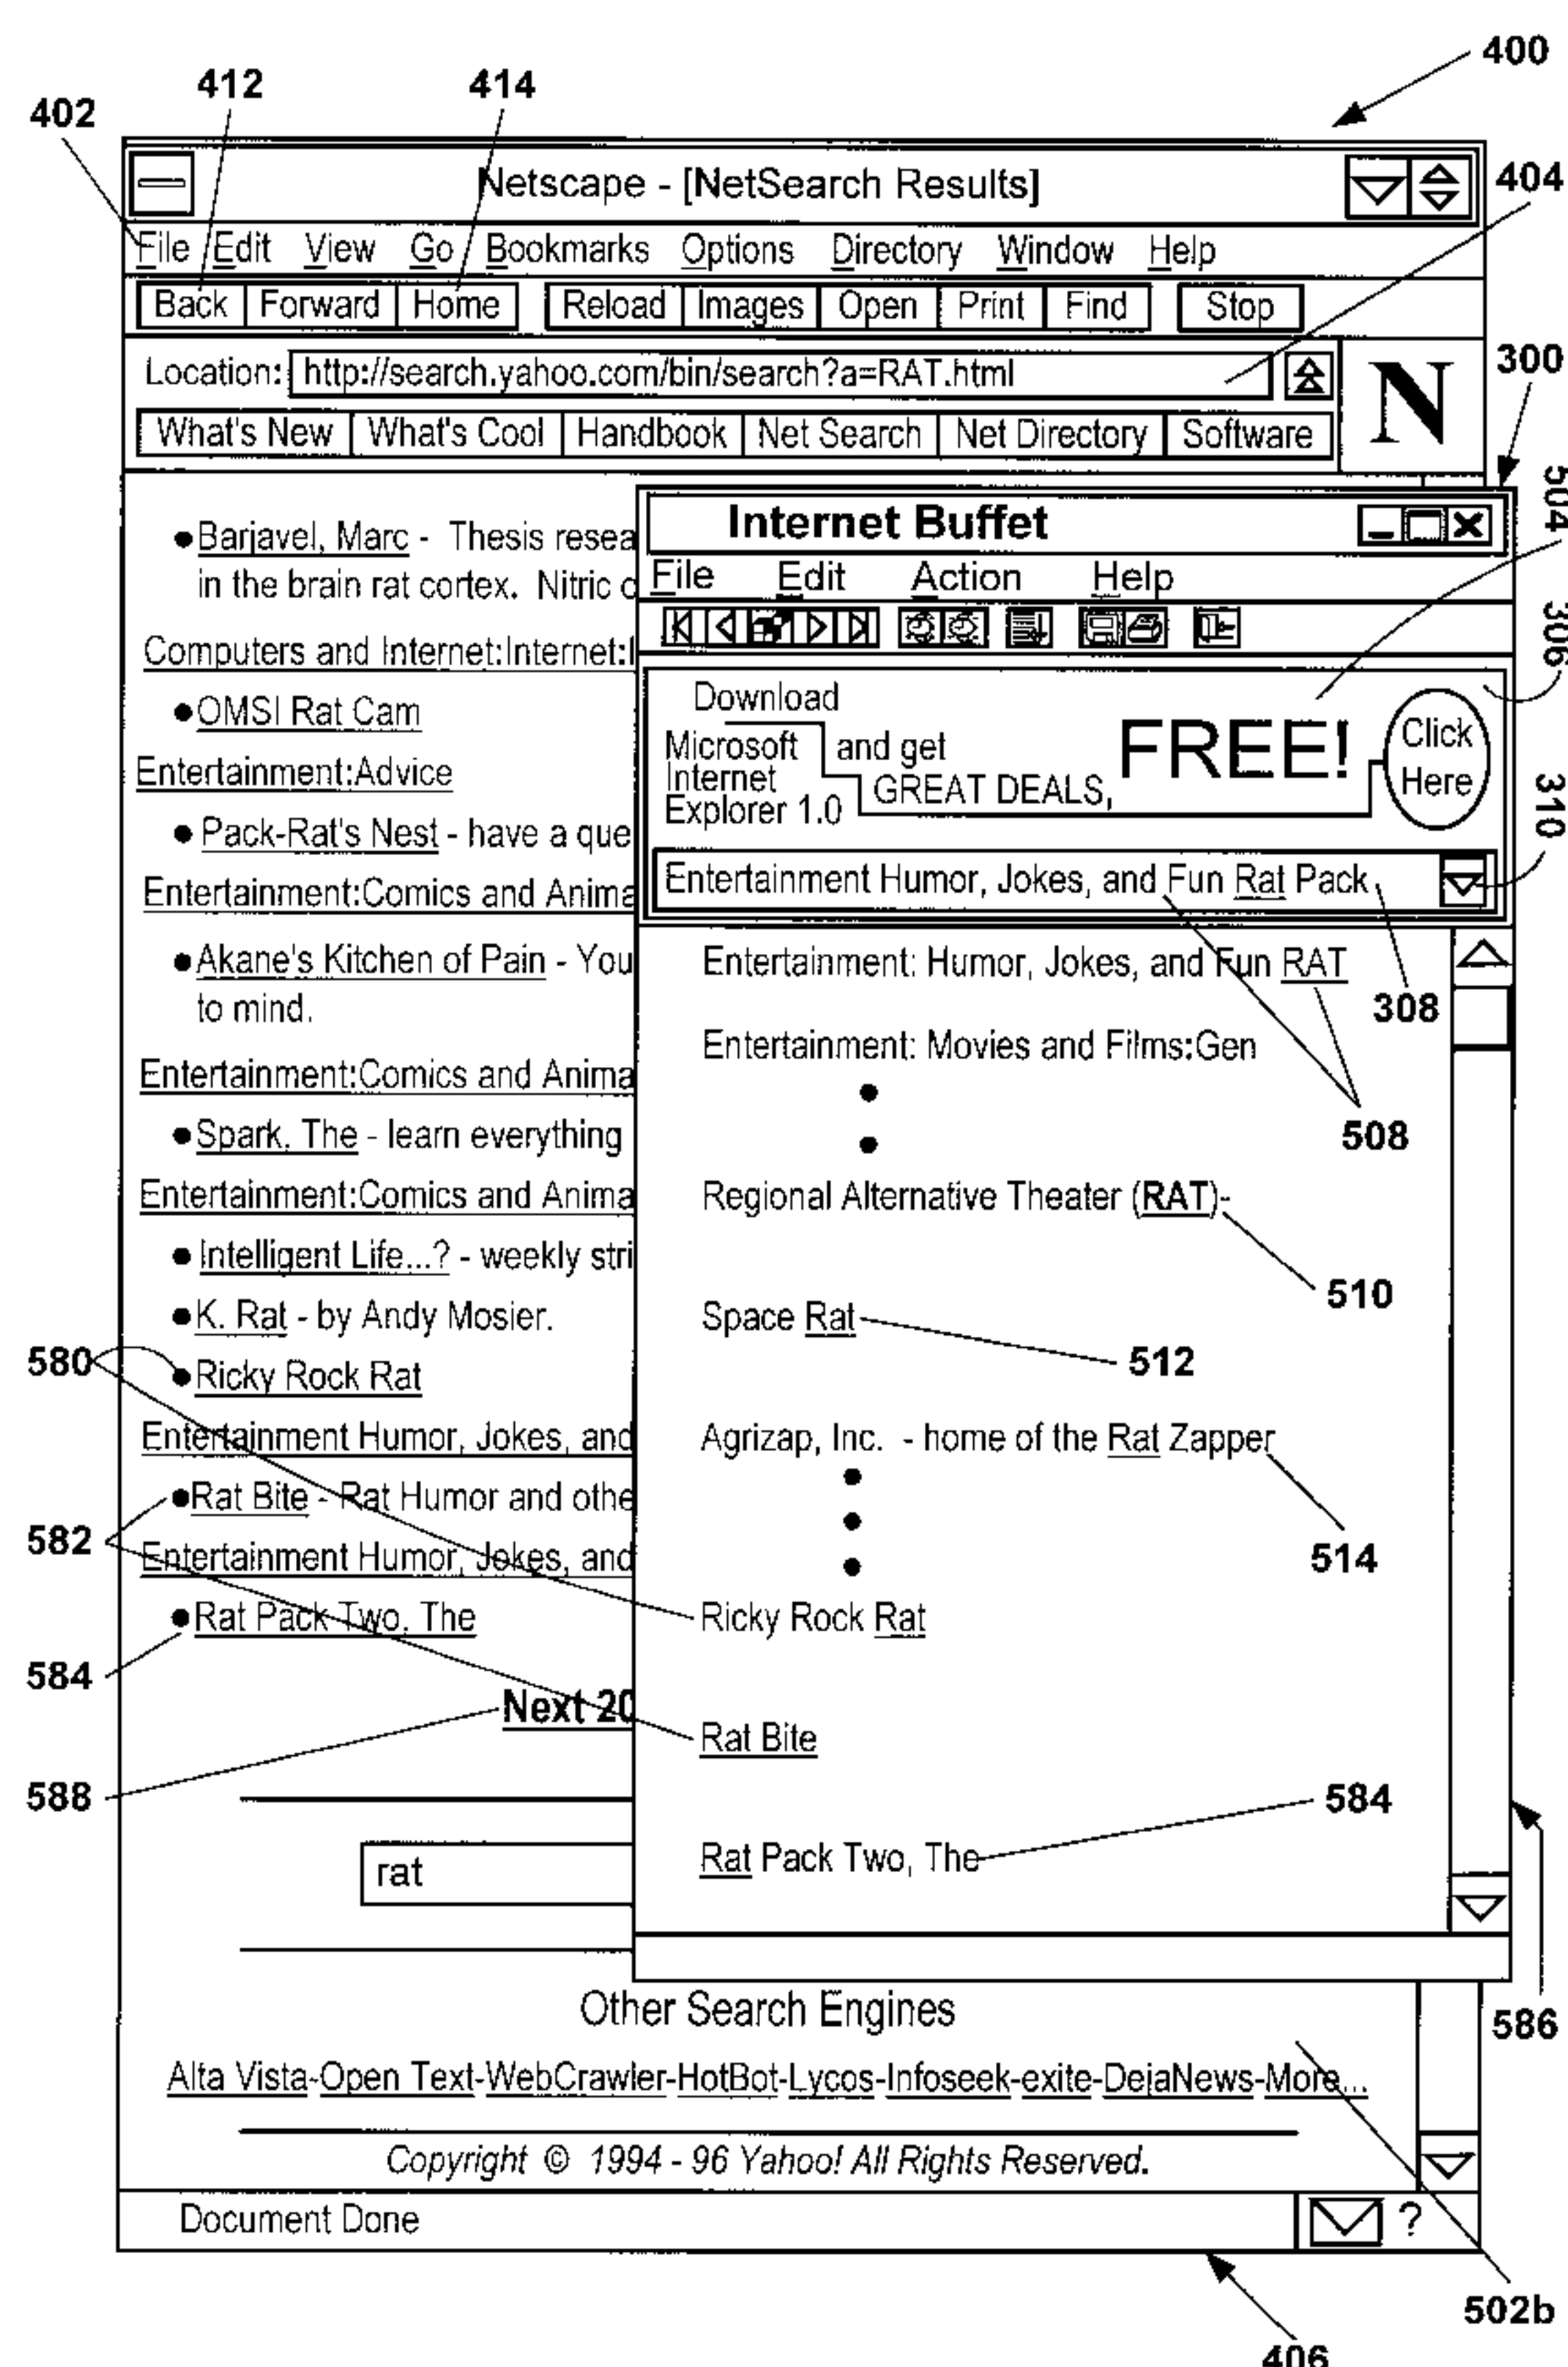 400
412
414
402
Netscape - [NetSearch Results]
404
File Edit View Go Bookmarks Options Directory Window Help
Back Forward Home Reload Images Open Print Find Stop
Location: http://search.yahoo.com/bin/search?a=RAT.html
N
300
What's New What's Cool Handbook Net Search Net Directory Software
504
306
310
•Barjavel, Marc - Thesis resea
in the brain rat cortex. Nitric o
Computers and Internet:Internet:I
•OMSI Rat Cam
Entertainment:Advice
• Pack-Rat's Nest - have a que
Entertainment:Comics and Anima
•Akane's Kitchen of Pain - You
to mind.
Entertainment:Comics and Anima
•Spark, The - learn everything
Entertainment:Comics and Anima
• Intelligent Life...? - weekly stri
•K. Rat - by Andy Mosier.
580
•Ricky Rock Rat
Entertainment Humor, Jokes, and
•Rat Bite - Rat Humor and othe
582
Entertainment Humor, Jokes, and
•Rat Pack Two, The
584
Next 20
588
rat
Internet Buffet
File Edit Action Help
Download
Microsoft
Internet
Explorer 1.0
and get
GREAT DEALS,
FREE!
Click
Here
Entertainment Humor, Jokes, and Fun Rat Pack
Entertainment: Humor, Jokes, and Fun RAT
308
Entertainment: Movies and Films:Gen
508
Regional Alternative Theater (RAT)-
510
Space Rat
512
Agrizap, Inc. - home of the Rat Zapper
514
Ricky Rock Rat
Rat Bite
584
Rat Pack Two, The
586
Other Search Engines
Alta Vista-Open Text-WebCrawler-HotBot-Lycos-Infoseek-exite-DejaNews-More...
Copyright © 1994 - 96 Yahoo! All Rights Reserved.
Document Done ?
502b
406